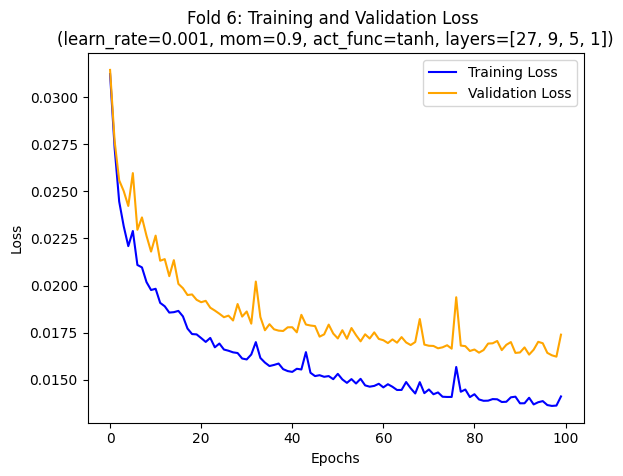 Fold 6: Training and Validation Loss
(learn_rate=0.001, mom=0.9, act_func=tanh, layers=[27, 9, 5, 1])
Training Loss
Validation Loss
Loss
0.0300
0.0275
0.0250
0.0225
0.0200
0.0175
0.0150
0 20 40 60 80 100
Epochs